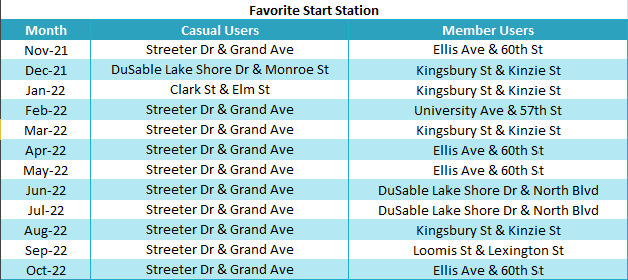 Favorite Start Station
Month Casual Users Member Users
Nov-21 Streeter Dr & Grand Ave Ellis Ave & 60th St
Dec-21 DuSable Lake Shore Dr & Monroe St Kingsbury St & Kinzie St
Jan-22 Clark St & Elm St Kingsbury St & Kinzie St
Feb-22 Streeter Dr & Grand Ave University Ave & 57th St
Mar-22 Streeter Dr & Grand Ave Kingsbury St & Kinzie St
Apr-22 Streeter Dr & Grand Ave Ellis Ave & 60th St
May-22 Streeter Dr & Grand Ave Ellis Ave & 60th St
Jun-22 Streeter Dr & Grand Ave DuSable Lake Shore Dr & North Blvd
Jul-22 Streeter Dr & Grand Ave DuSable Lake Shore Dr & North Blvd
Aug-22 Streeter Dr & Grand Ave Kingsbury St & Kinzie St
Sep-22 Streeter Dr & Grand Ave Loomis St & Lexington St
Oct-22 Streeter Dr & Grand Ave Ellis Ave & 60th St